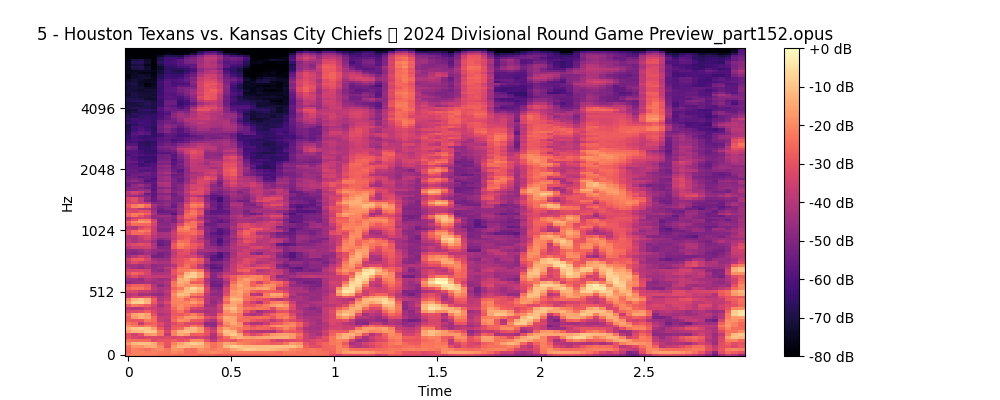 5 - Houston Texans vs. Kansas City Chiefs ▯ 2024 Divisional Round Game Preview_part152.opus
+0 dB
-10 dB
-20 dB
-30 dB
-40 dB
-50 dB
-60 dB
-70 dB
-80 dB
4096
2048
1024
512
0
Hz
0
0.5
1
1.5
2
2.5
Time